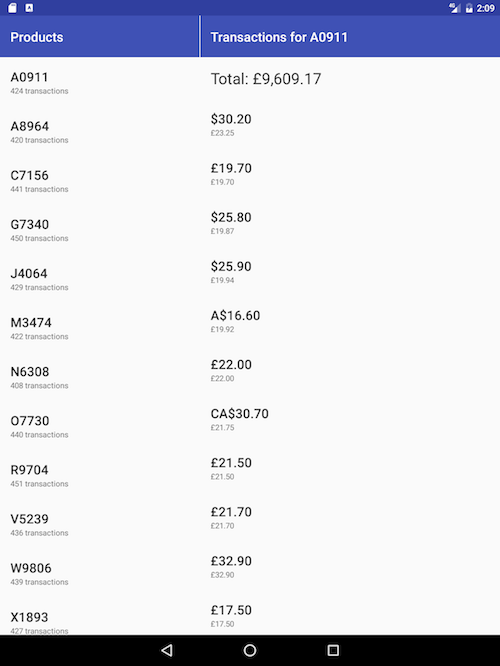 2:09
Products
Transactions for A0911
A0911
424 transactions
A8964
420 transactions
C7156
441 transactions
G7340
450 transactions
J4064
429 transactions
M3474
422 transactions
N6308
408 transactions
O7730
440 transactions
R9704
451 transactions
V5239
436 transactions
W9806
439 transactions
X1893
427 transactions
Total: £9,609.17
$30.20
£23.25
£19.70
£19.70
$25.80
£19.87
$25.90
£19.94
A$16.60
£19.92
£22.00
£22.00
CA$30.70
£21.75
£21.50
£21.50
£21.70
£21.70
£32.90
£32.90
£17.50
£17.50